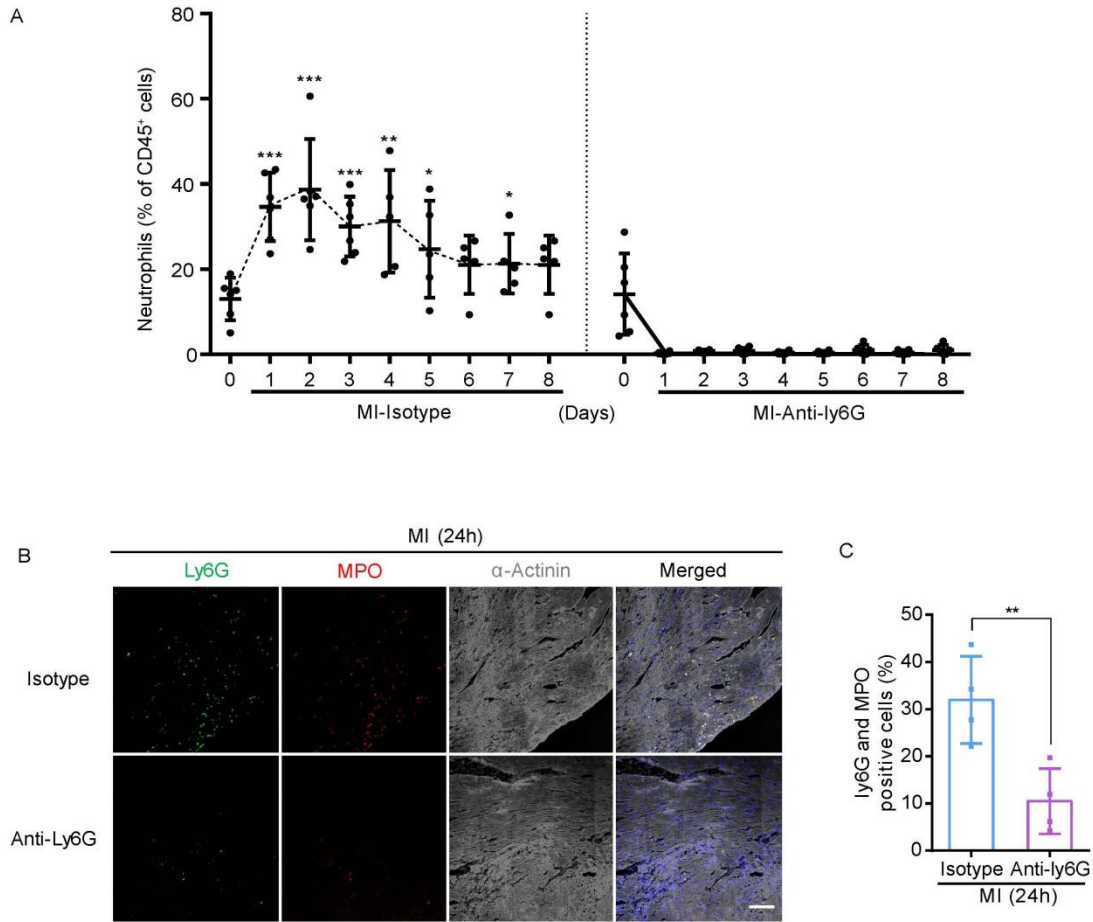 A
Neutrophils (% of CD45⁺ cells)
80
60
40
20
0
***
***
***
**
*
*
0 1 2 3 4 5 6 7 8 0 1 2 3 4 5 6 7 8
MI-Isotype (Days) MI-Anti-ly6G
B
MI (24h)
Ly6G MPO α-Actinin Merged
Isotype
Anti-Ly6G
C
ly6G and MPO
positive cells (%)
50
40
30
20
10
0
**
Isotype Anti-ly6G
MI (24h)